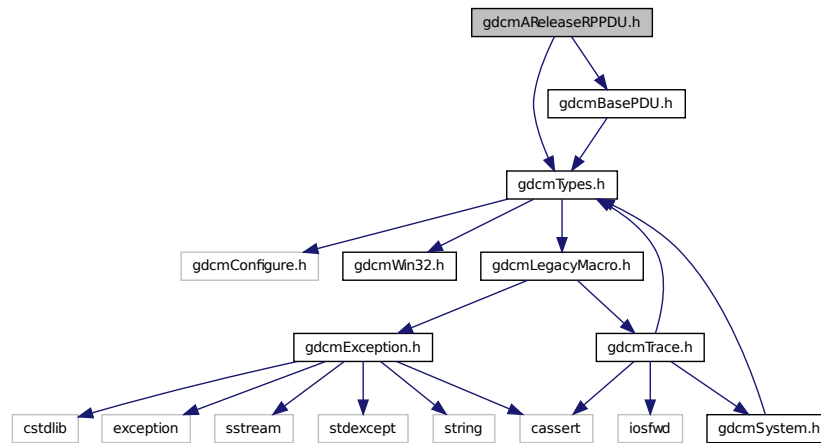 gdcmAReleaseRPPDU.h
gdcmBasePDU.h
gdcmTypes.h
gdcmConfigure.h
gdcmWin32.h
gdcmLegacyMacro.h
gdcmException.h
gdcmTrace.h
cstdlib
exception
sstream
stdexcept
string
cassert
iosfwd
gdcmSystem.h